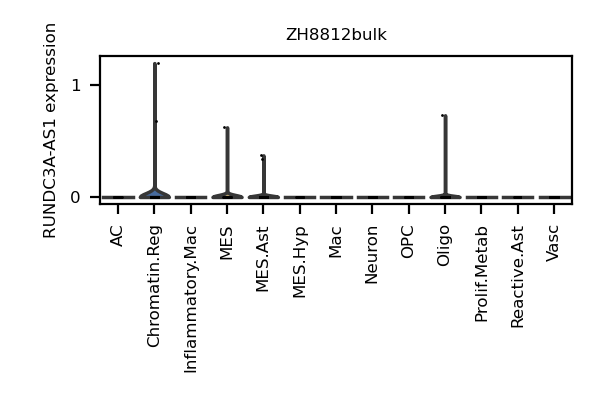 ZH8812bulk
RUNDC3A-AS1 expression
1
0
AC
Chromatin.Reg
Inflammatory.Mac
MES
MES.Ast
MES.Hyp
Mac
Neuron
OPC
Oligo
Prolif.Metab
Reactive.Ast
Vasc